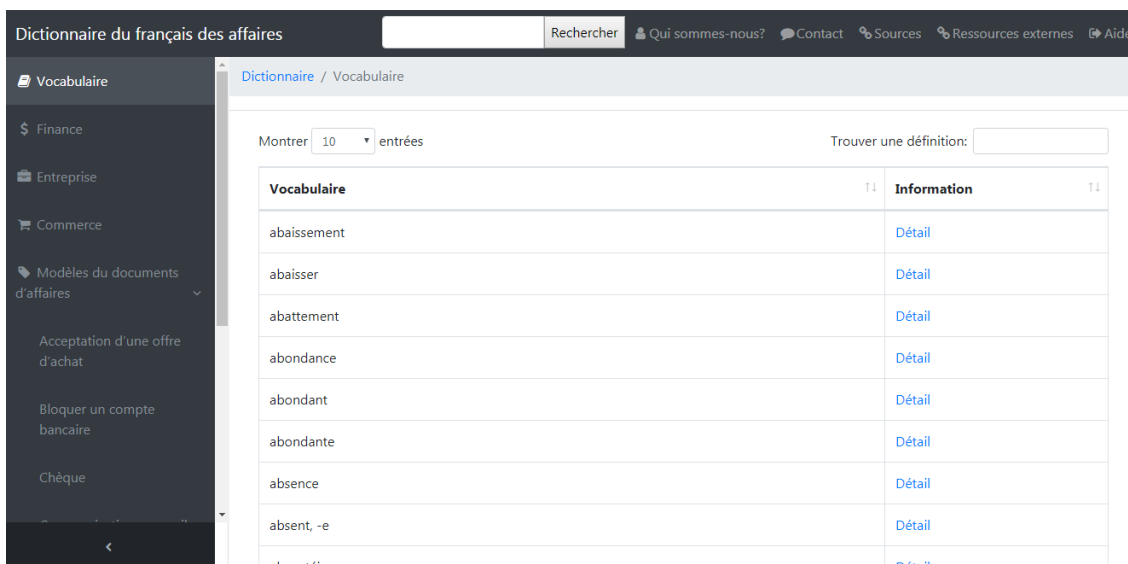 Dictionnaire du français des affaires
Rechercher
Qui sommes-nous?
Contact
Sources
Ressources externes
Aide
Vocabulaire
Finance
Entreprise
Commerce
Modèles du documents
d'affaires
Acceptation d'une offre
d'achat
Bloquer un compte
bancaire
Chèque
Dictionnaire / Vocabulaire
Montrer 10 entrées
Trouver une définition:
Vocabulaire Information
abaissement Détail
abaisser Détail
abattement Détail
abondance Détail
abondant Détail
abondante Détail
absence Détail
absent, -e Détail